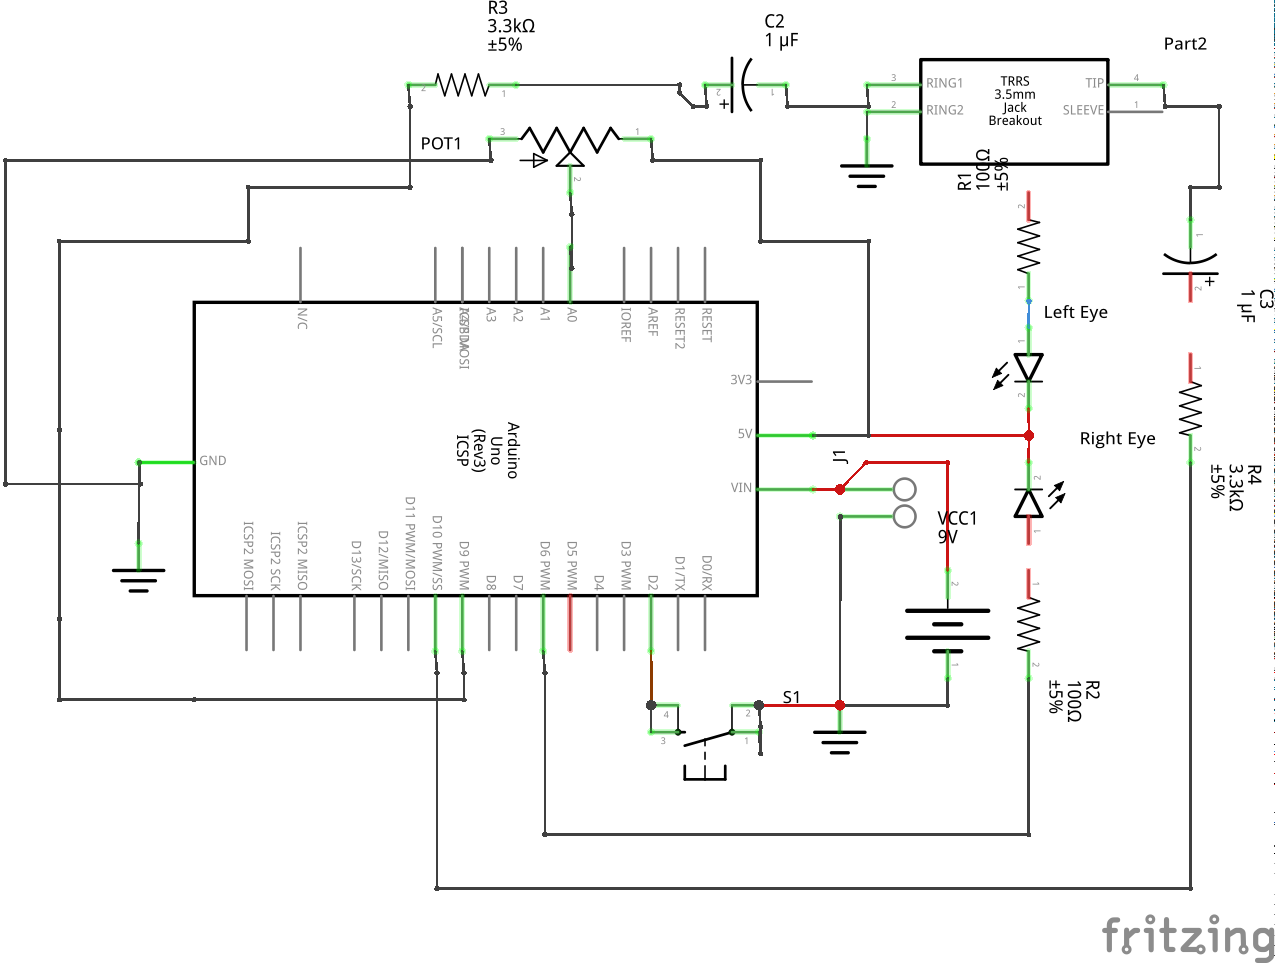 R3
3.3kΩ
±5%
C2
1 µF
Part2
2
1
2
1
+
3
RING1
2
RING2
TRRS
3.5mm
Jack
Breakout
TIP
4
SLEEVE
1
POT1
3
1
2
R1
100Ω
±5%
2
1
Left Eye
1
2
1
+
2
C3
1 µF
N/C
A5/SCL
A3
A2
A1
A0
IOREF
AREF
RESET2
RESET
3V3
5V
VIN
GND
Arduino
Uno
(Rev3)
ICSP
J1
Right Eye
2
1
1
2
R4
3.3kΩ
±5%
VCC1
9V
2
1
ICSP2 MOSI
ICSP2 SCK
ICSP2 MISO
D13/SCK
D12/MISO
D11 PWM/MOSI
D10 PWM/SS
D9 PWM
D8
D7
D6 PWM
D5 PWM
D4
D3 PWM
D2
D1/TX
D0/RX
1
2
R2
100Ω
±5%
S1
4
3
2
1
fritzing